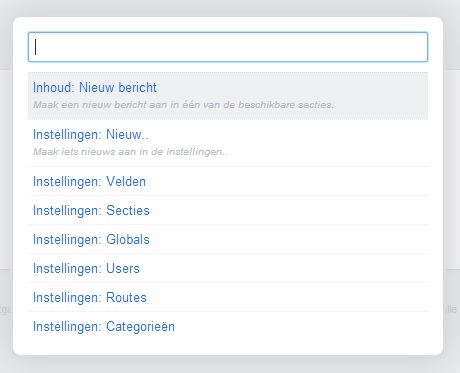 Inhoud: Nieuw bericht
Maak een nieuw bericht aan in één van de beschikbare secties.
Instellingen: Nieuw..
Maak iets nieuws aan in de instellingen..
Instellingen: Velden
Instellingen: Secties
Instellingen: Globals
Instellingen: Users
Instellingen: Routes
Instellingen: Categorieën